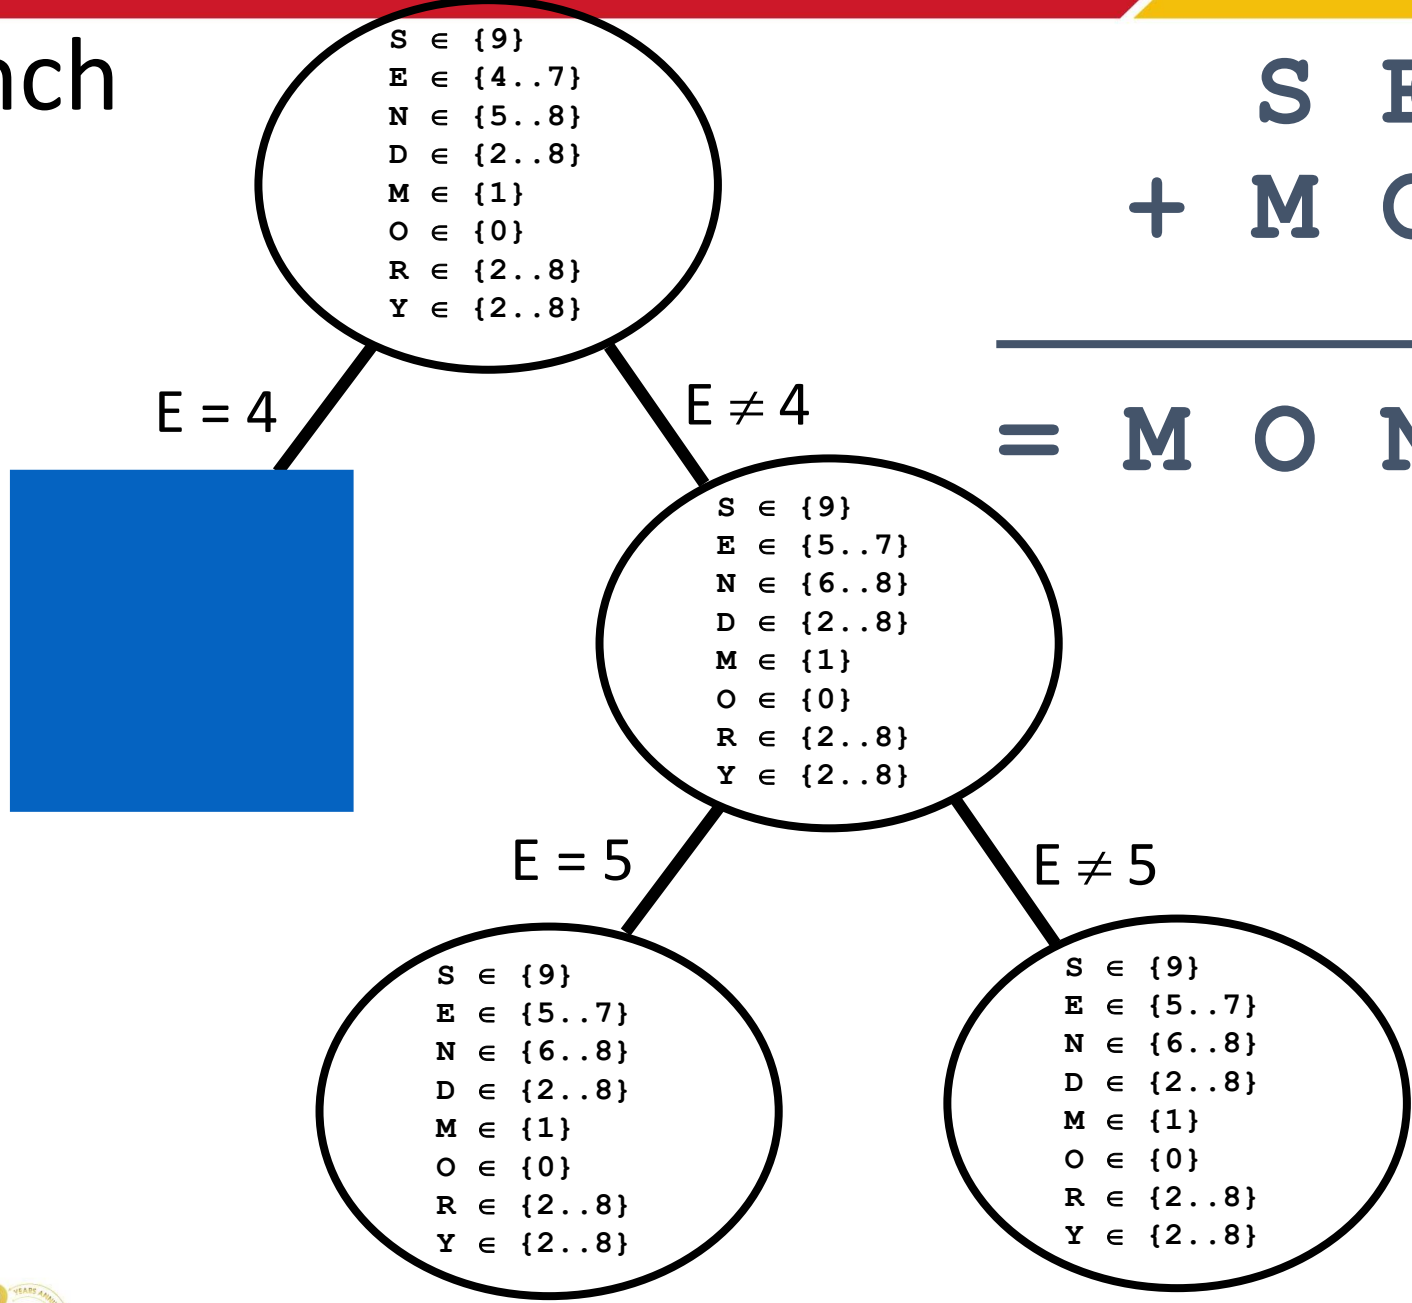 nch
S ∈ {9}
E ∈ {4..7}
N ∈ {5..8}
D ∈ {2..8}
M ∈ {1}
O ∈ {0}
R ∈ {2..8}
Y ∈ {2..8}
S E
+ M O
= M O N
E = 4
E ≠ 4
S ∈ {9}
E ∈ {5..7}
N ∈ {6..8}
D ∈ {2..8}
M ∈ {1}
O ∈ {0}
R ∈ {2..8}
Y ∈ {2..8}
E = 5
E ≠ 5
S ∈ {9}
E ∈ {5..7}
N ∈ {6..8}
D ∈ {2..8}
M ∈ {1}
O ∈ {0}
R ∈ {2..8}
Y ∈ {2..8}
S ∈ {9}
E ∈ {5..7}
N ∈ {6..8}
D ∈ {2..8}
M ∈ {1}
O ∈ {0}
R ∈ {2..8}
Y ∈ {2..8}